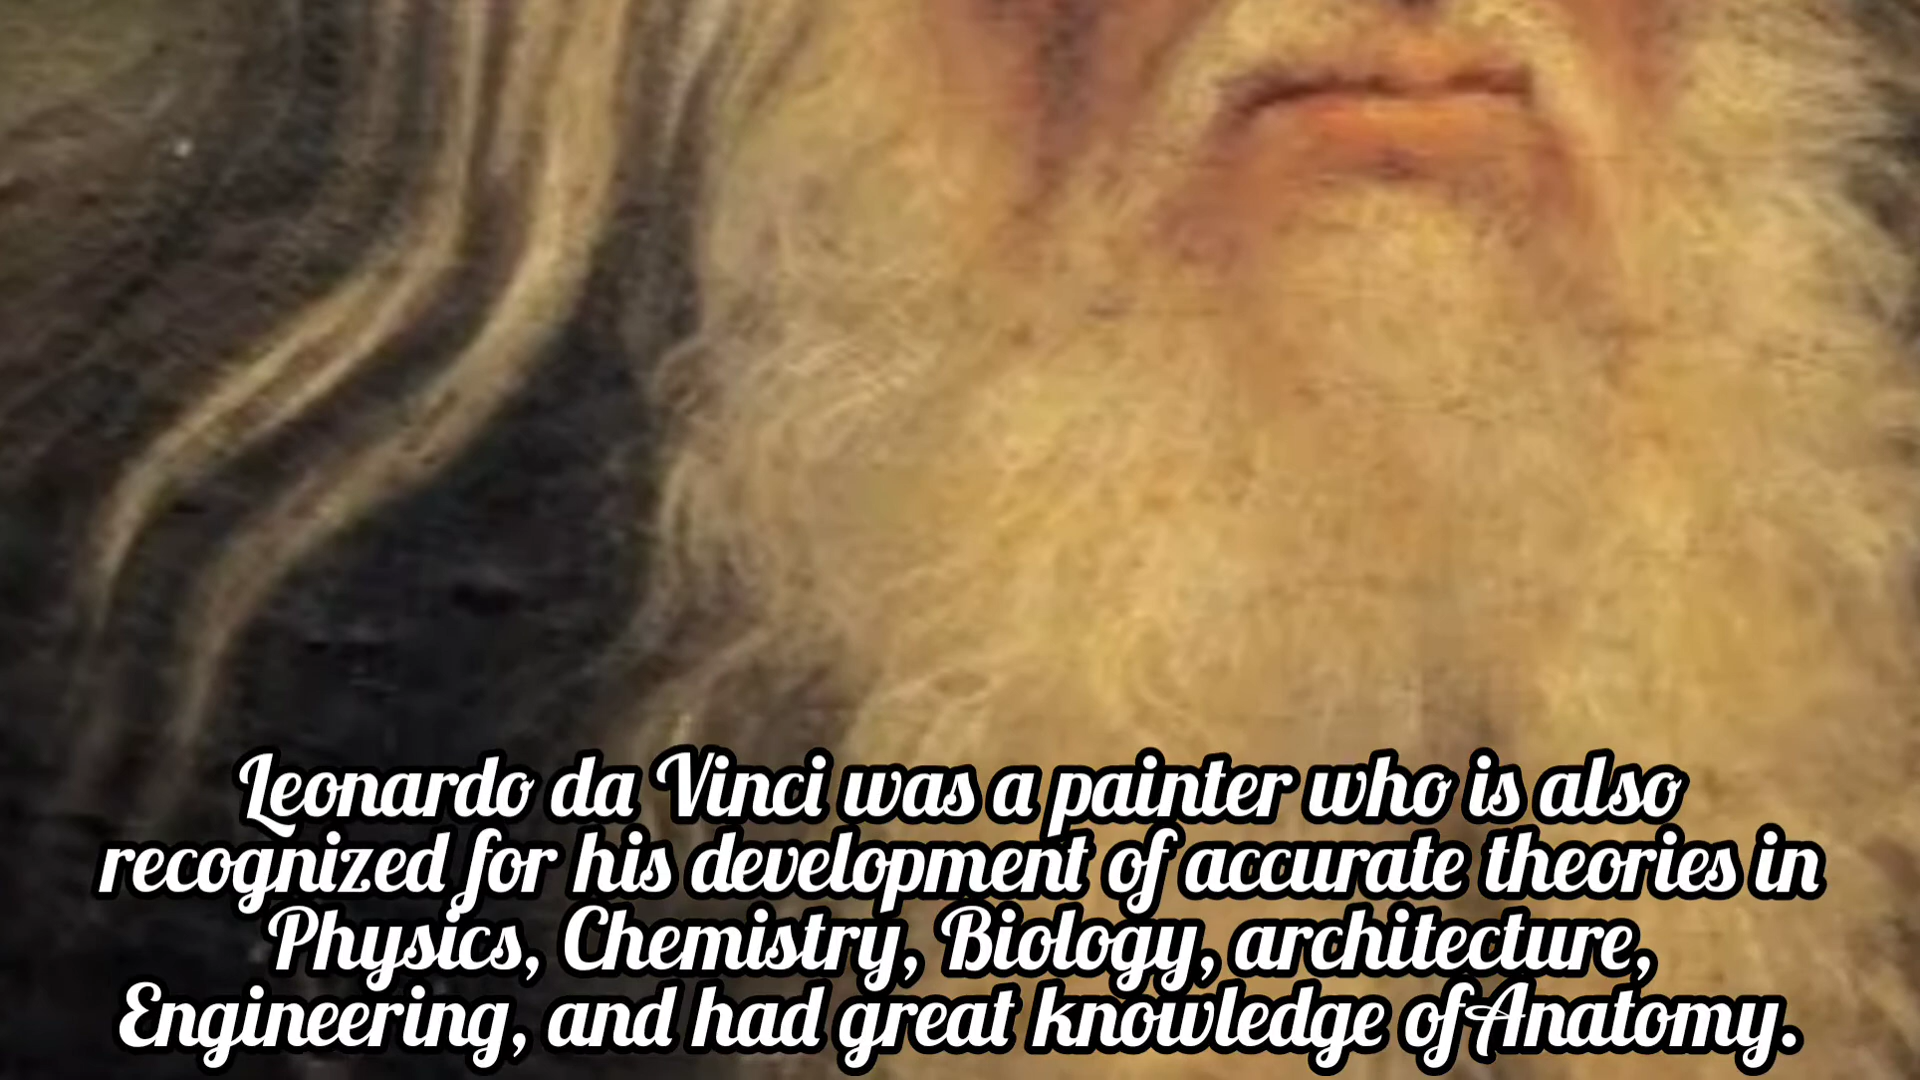 Leonardo da Vinci was a painter who is also
recognized for his development of accurate theories in
Physics, Chemistry, Biology, architecture,
Engineering, and had great knowledge of Anatomy.